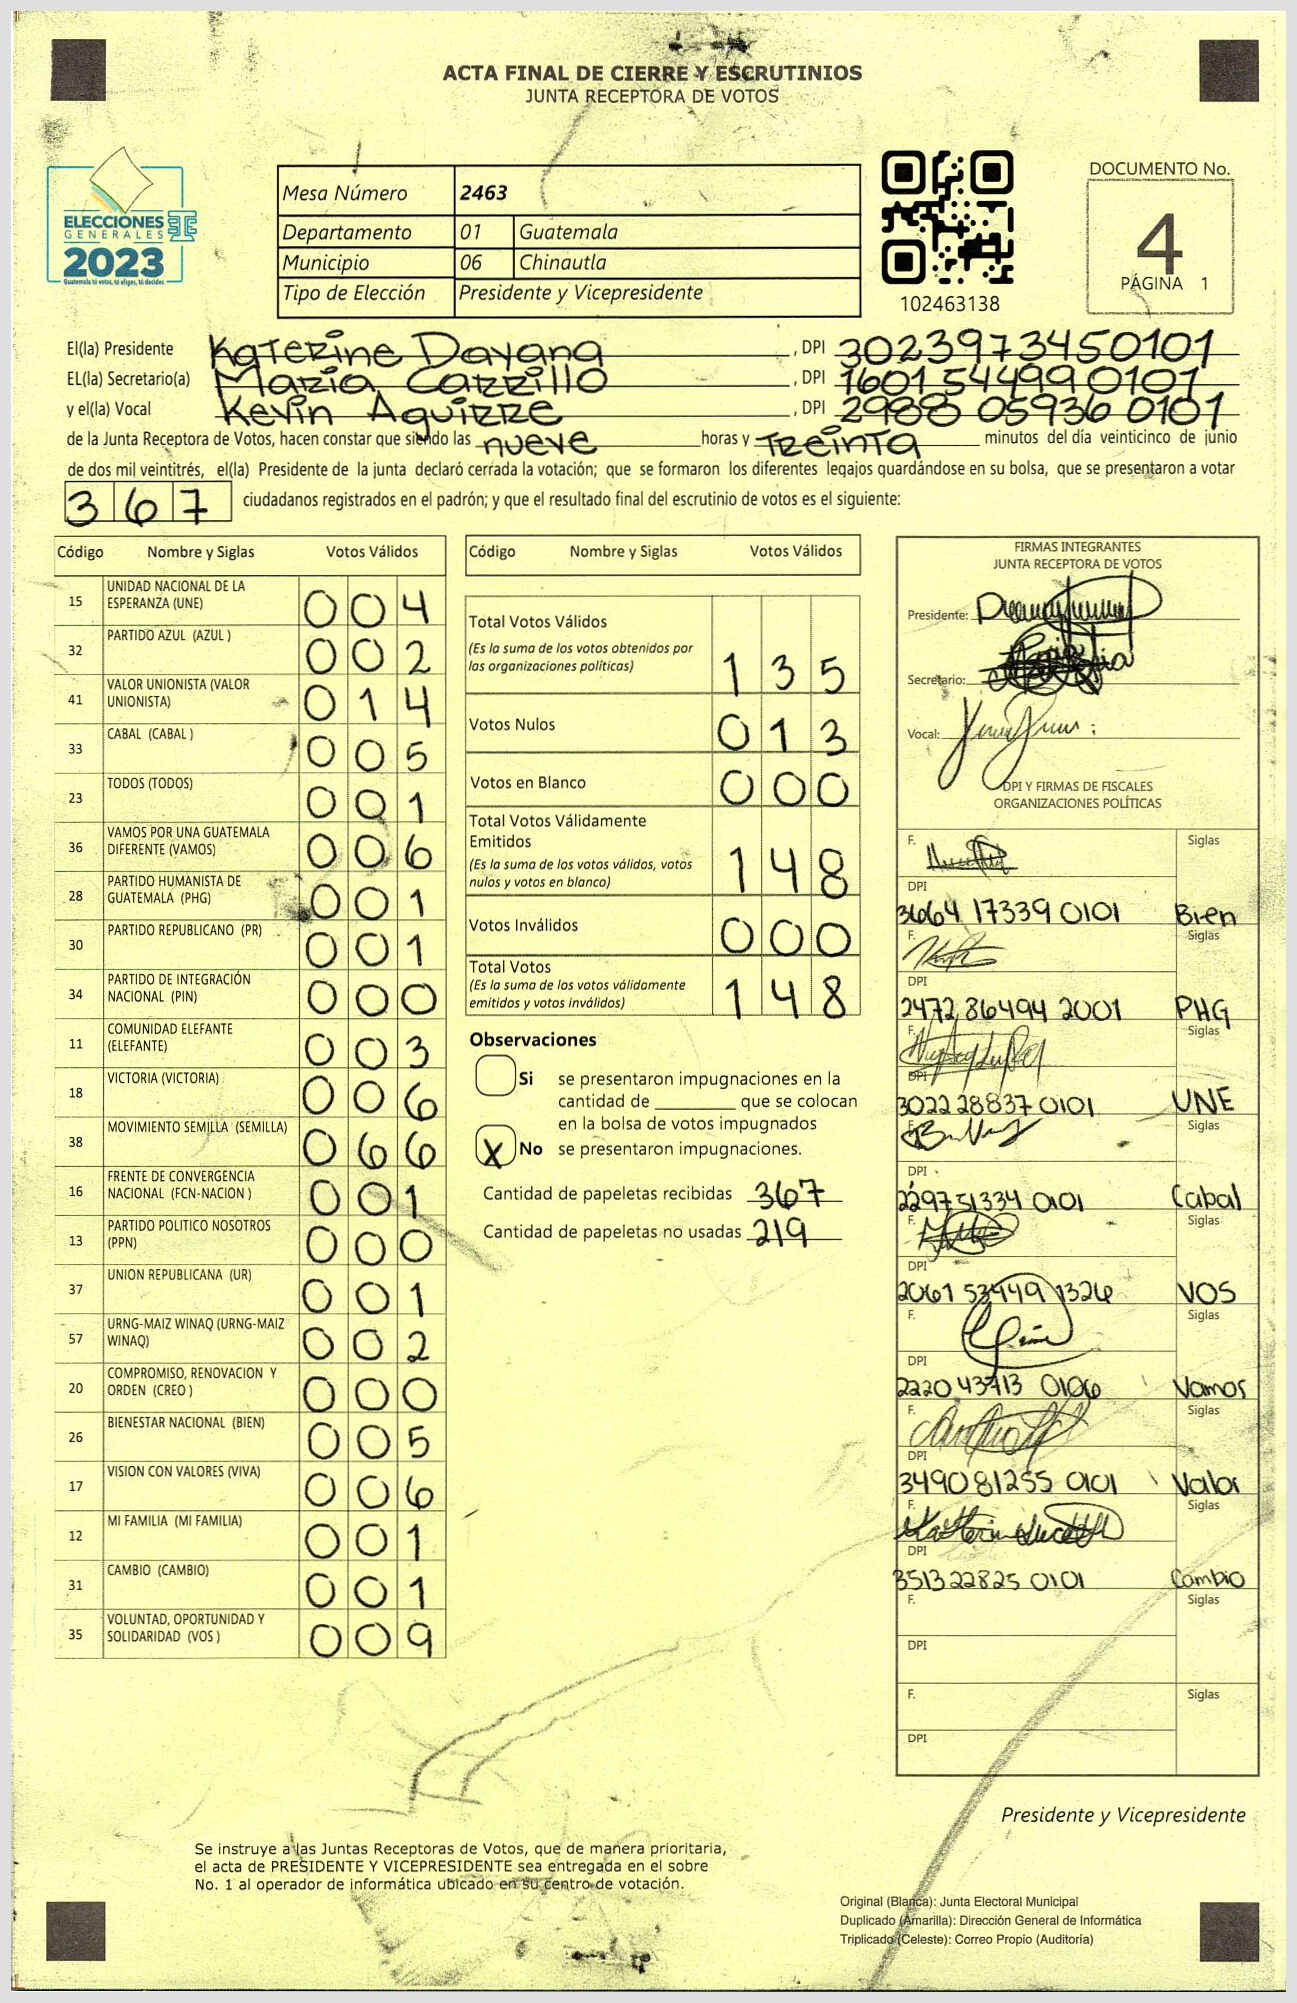 ACTA FINAL DE CIERRE Y ESCRUTINIOS
JUNTA RECEPTORA DE VOTOS
ELECCIONES
GENERALES
2023
Guatemala tú votas, tú eliges, tú decides
Mesa Número 2463
Departamento 01 Guatemala
Municipio 06 Chinautla
Tipo de Elección Presidente y Vicepresidente
102463138
DOCUMENTO No.
4
PÁGINA 1
El(la) Presidente Katerine Dayana , DPI 3023973450101
EL(la) Secretario(a) Maria Carrillo , DPI 1601544990101
y el(la) Vocal Kevin Aguirre , DPI 2988 05936 0101
de la Junta Receptora de Votos, hacen constar que siendo las nueve horas y Treinta minutos del día veinticinco de junio
de dos mil veintitrés, el(la) Presidente de la junta declaró cerrada la votación; que se formaron los diferentes legajos quardándose en su bolsa, que se presentaron a votar
367 ciudadanos registrados en el padrón; y que el resultado final del escrutinio de votos es el siguiente:
Código Nombre y Siglas Votos Válidos
15 UNIDAD NACIONAL DE LA ESPERANZA (UNE) 004
32 PARTIDO AZUL (AZUL ) 002
41 VALOR UNIONISTA (VALOR UNIONISTA) 014
33 CABAL (CABAL ) 005
23 TODOS (TODOS) 001
36 VAMOS POR UNA GUATEMALA DIFERENTE (VAMOS) 006
28 PARTIDO HUMANISTA DE GUATEMALA (PHG) 001
30 PARTIDO REPUBLICANO (PR) 001
34 PARTIDO DE INTEGRACIÓN NACIONAL (PIN) 000
11 COMUNIDAD ELEFANTE (ELEFANTE) 003
18 VICTORIA (VICTORIA) 006
38 MOVIMIENTO SEMILLA (SEMILLA) 066
16 FRENTE DE CONVERGENCIA NACIONAL (FCN-NACION ) 001
13 PARTIDO POLITICO NOSOTROS (PPN) 000
37 UNION REPUBLICANA (UR) 001
57 URNG-MAIZ WINAQ (URNG-MAIZ WINAQ) 002
20 COMPROMISO, RENOVACION Y ORDEN (CREO ) 000
26 BIENESTAR NACIONAL (BIEN) 005
17 VISION CON VALORES (VIVA) 006
12 MI FAMILIA (MI FAMILIA) 001
31 CAMBIO (CAMBIO) 001
35 VOLUNTAD, OPORTUNIDAD Y SOLIDARIDAD (VOS ) 009
Código Nombre y Siglas Votos Válidos
Total Votos Válidos
(Es la suma de los votos obtenidos por
las organizaciones políticas) 135
Votos Nulos 013
Votos en Blanco 000
Total Votos Válidamente
Emitidos
(Es la suma de los votos válidos, votos
nulos y votos en blanco) 148
Votos Inválidos 000
Total Votos
(Es la suma de los votos válidamente
emitidos y votos inválidos) 148
Observaciones
Si se presentaron impugnaciones en la
cantidad de ________ que se colocan
en la bolsa de votos impugnados
X No se presentaron impugnaciones.
Cantidad de papeletas recibidas 367
Cantidad de papeletas no usadas 219
FIRMAS INTEGRANTES
JUNTA RECEPTORA DE VOTOS
Presidente:
Secretario:
Vocal:
DPI Y FIRMAS DE FISCALES
ORGANIZACIONES POLÍTICAS
F. Siglas
DPI
3664 17339 0101 Bien
F. Siglas
DPI
2472 86494 2001 PHG
F. Siglas
DPI
3022 28837 0101 UNE
F. Siglas
DPI
229751334 0101 Cabal
F. Siglas
DPI
2061 53449 1326 VOS
F. Siglas
DPI
2220 43713 0106 Vamos
F. Siglas
DPI
349081255 0101 Valor
F. Siglas
DPI
351322825 0101 Cambio
F. Siglas
DPI
F. Siglas
DPI
Presidente y Vicepresidente
Se instruye a las Juntas Receptoras de Votos, que de manera prioritaria,
el acta de PRESIDENTE Y VICEPRESIDENTE sea entregada en el sobre
No. 1 al operador de informática ubicado en su centro de votación.
Original (Blanca): Junta Electoral Municipal
Duplicado (Amarilla): Dirección General de Informática
Triplicado (Celeste): Correo Propio (Auditoría)